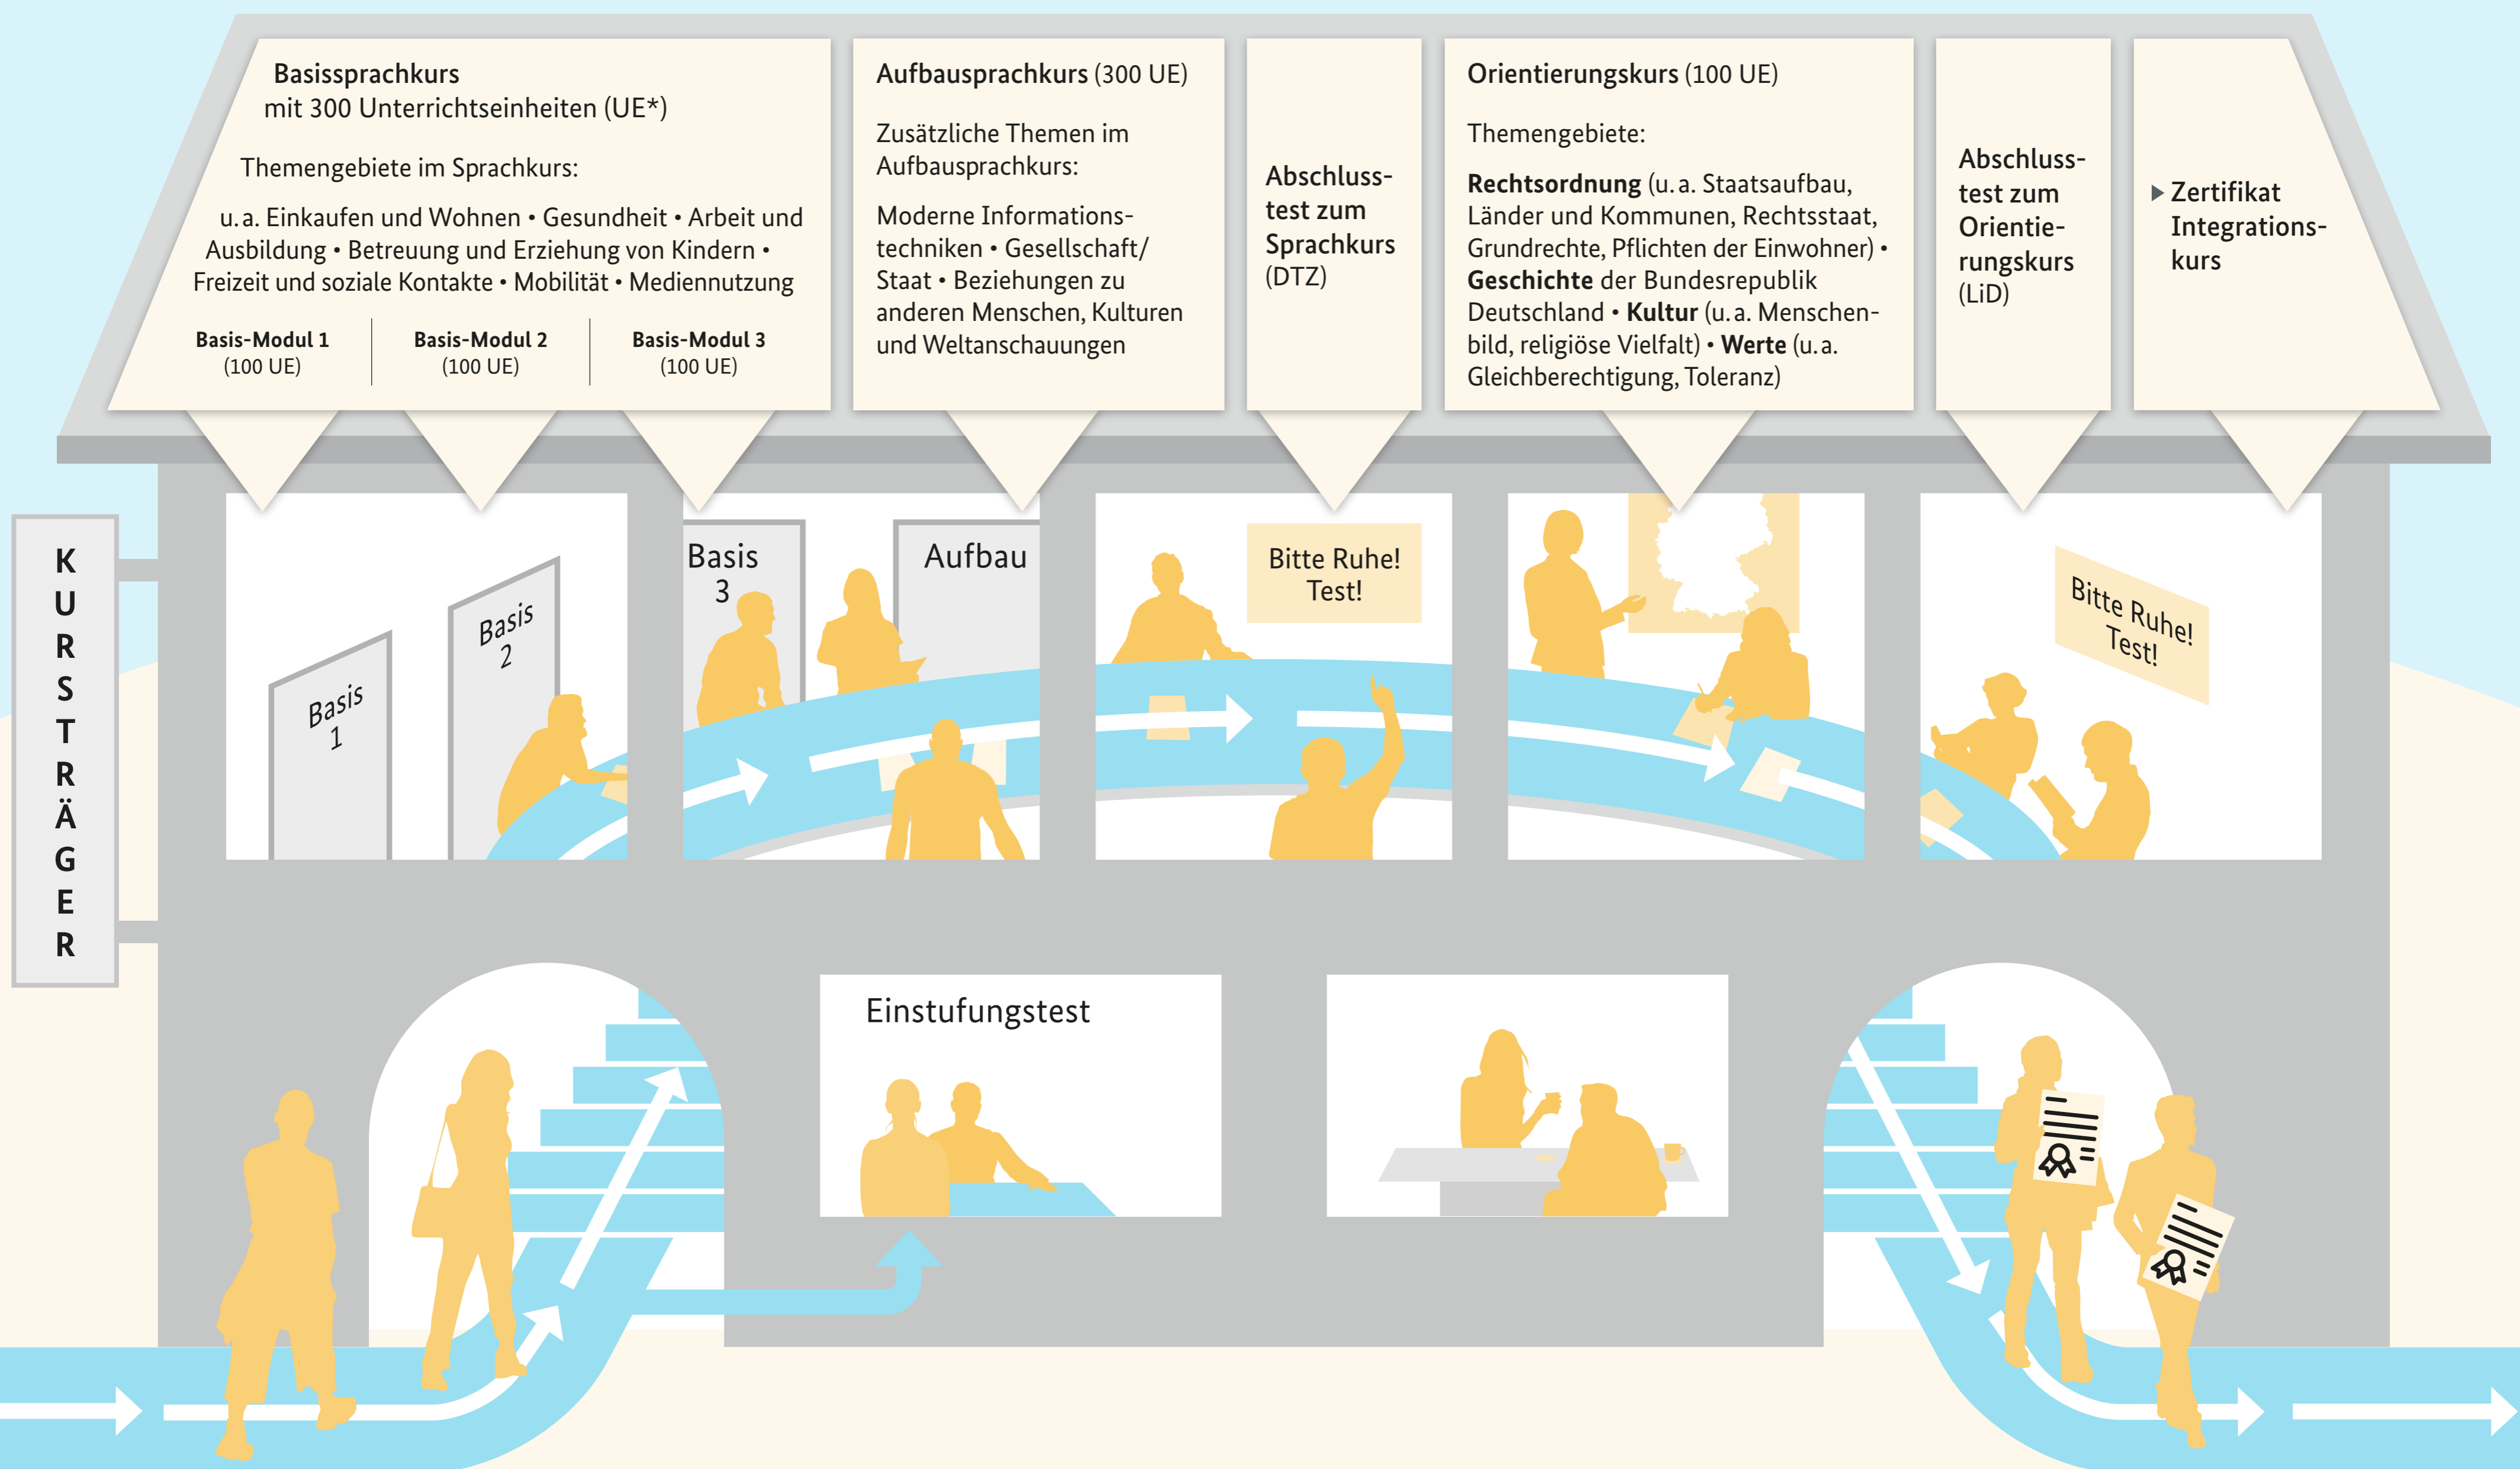 Basissprachkurs
mit 300 Unterrichtseinheiten (UE*)
Themengebiete im Sprachkurs:
u. a. Einkaufen und Wohnen • Gesundheit • Arbeit und
Ausbildung • Betreuung und Erziehung von Kindern •
Freizeit und soziale Kontakte • Mobilität • Mediennutzung
Basis-Modul 1
(100 UE)
Basis-Modul 2
(100 UE)
Basis-Modul 3
(100 UE)
Aufbausprachkurs (300 UE)
Zusätzliche Themen im
Aufbausprachkurs:
Moderne Informations-
techniken • Gesellschaft/
Staat • Beziehungen zu
anderen Menschen, Kulturen
und Weltanschauungen
Abschluss-
test zum
Sprachkurs
(DTZ)
Orientierungskurs (100 UE)
Themengebiete:
Rechtsordnung (u. a. Staatsaufbau,
Länder und Kommunen, Rechtsstaat,
Grundrechte, Pflichten der Einwohner) •
Geschichte der Bundesrepublik
Deutschland • Kultur (u. a. Menschen-
bild, religiöse Vielfalt) • Werte (u. a.
Gleichberechtigung, Toleranz)
Abschluss-
test zum
Orientie-
rungskurs
(LiD)
▶ Zertifikat
Integrations-
kurs
KURSTRÄGER
Basis
1
Basis
2
Basis
3
Aufbau
Bitte Ruhe!
Test!
Bitte Ruhe!
Test!
Einstufungstest